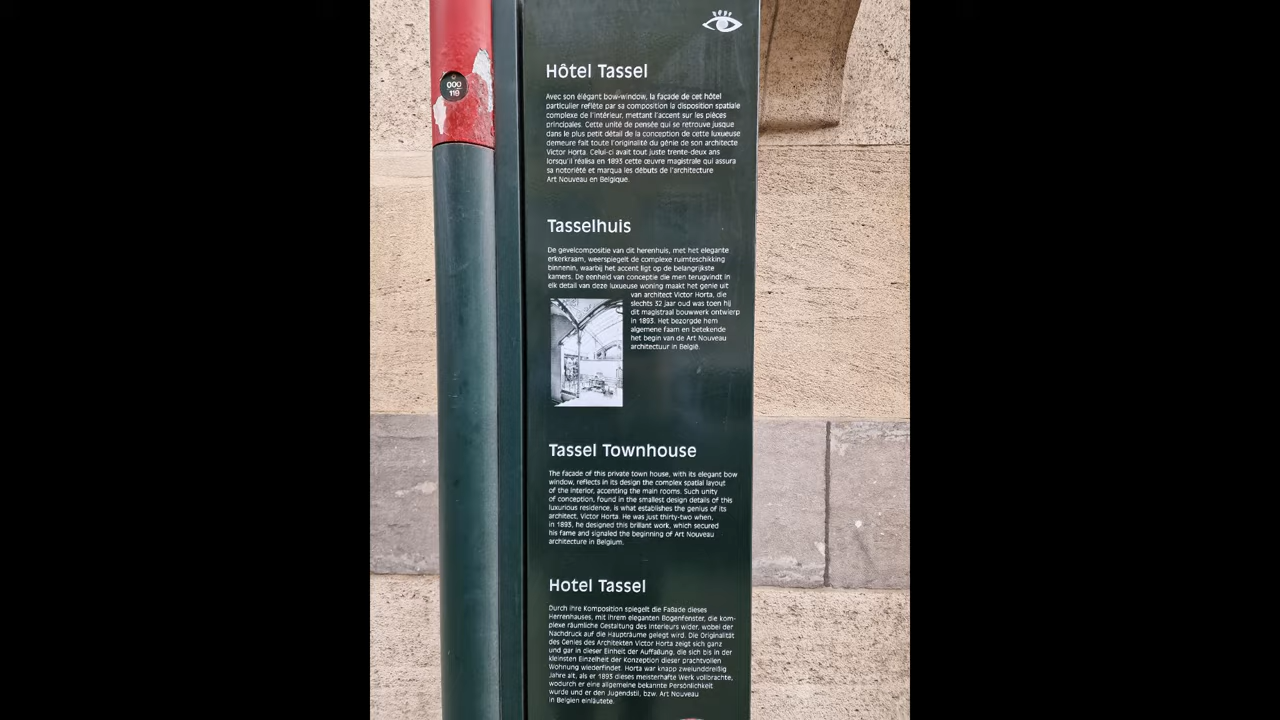 000
119
Hôtel Tassel
Avec son élégant bow-window, la façade de cet hôtel
particulier reflète par sa composition la disposition spatiale
complexe de l'intérieur, mettant l'accent sur les pièces
principales. Cette unité de pensée qui se retrouve jusque
dans le plus petit détail de la conception de cette luxueuse
demeure fait toute l'originalité du génie de son architecte
Victor Horta. Celui-ci avait tout juste trente-deux ans
lorsqu'il réalisa en 1893 cette œuvre magistrale qui assura
sa notoriété et marqua les débuts de l'architecture
Art Nouveau en Belgique.
Tasselhuis
De gevelcompositie van dit herenhuis, met het elegante
erkerkraam, weerspiegelt de complexe ruimteschikking
binnenin, waarbij het accent ligt op de belangrijkste
kamers. De eenheid van conceptie die men terugvindt in
elk detail van deze luxueuse woning maakt het genie uit
van architect Victor Horta, die
slechts 32 jaar oud was toen hij
dit magistraal bouwwerk ontwierp
in 1893. Het bezorgde hem
algemene faam en betekende
het begin van de Art Nouveau
architectuur in België.
Tassel Townhouse
The facade of this private town house, with its elegant bow
window, reflects in its design the complex spatial layout
of the interior, accenting the main rooms. Such unity
of conception, found in the smallest design details of this
luxurious residence, is what establishes the genius of its
architect, Victor Horta. He was just thirty-two when,
in 1893, he designed this brillant work, which secured
his fame and signaled the beginning of Art Nouveau
architecture in Belgium.
Hotel Tassel
Durch ihre Komposition spiegelt die Faßade dieses
Herrenhauses, mit ihrem eleganten Bogenfenster, die kom-
plexe räumliche Gestaltung des Interieurs wider, wobei der
Nachdruck auf die Haupträume gelegt wird. Die Originalität
des Genies des Architekten Victor Horta zeigt sich ganz
und gar in dieser Einheit der Auffaßung, die sich bis in der
kleinsten Einzelheit der Konzeption dieser prachtvollen
Wohnung wiederfindet. Horta war knapp zweiunddreißig
Jahre alt, als er 1893 dieses meisterhafte Werk vollbrachte,
wodurch er eine allgemeine bekannte Persönlichkeit
wurde und er den Jugendstil, bzw. Art Nouveau
in Belgien einläutete.